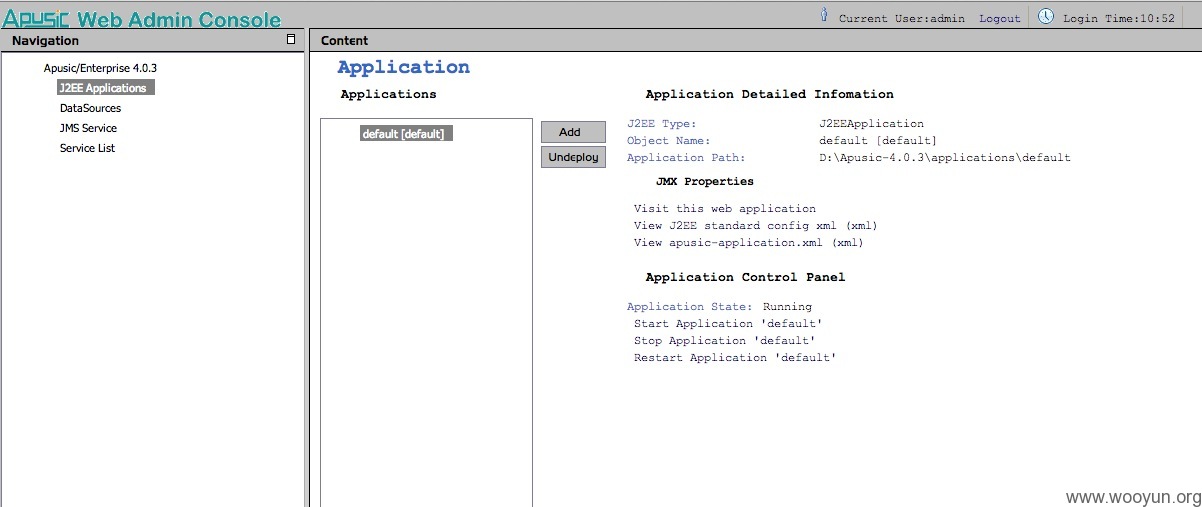 Apusic Web Admin Console
Current User:admin Logout Login Time:10:52
Navigation
Content
Apusic/Enterprise 4.0.3
J2EE Applications
DataSources
JMS Service
Service List
Application
Applications
default [default]
Add
Undeploy
Application Detailed Infomation
J2EE Type: J2EEApplication
Object Name: default [default]
Application Path: D:\Apusic-4.0.3\applications\default
JMX Properties
Visit this web application
View J2EE standard config xml (xml)
View apusic-application.xml (xml)
Application Control Panel
Application State: Running
Start Application 'default'
Stop Application 'default'
Restart Application 'default'
www.wooyun.org